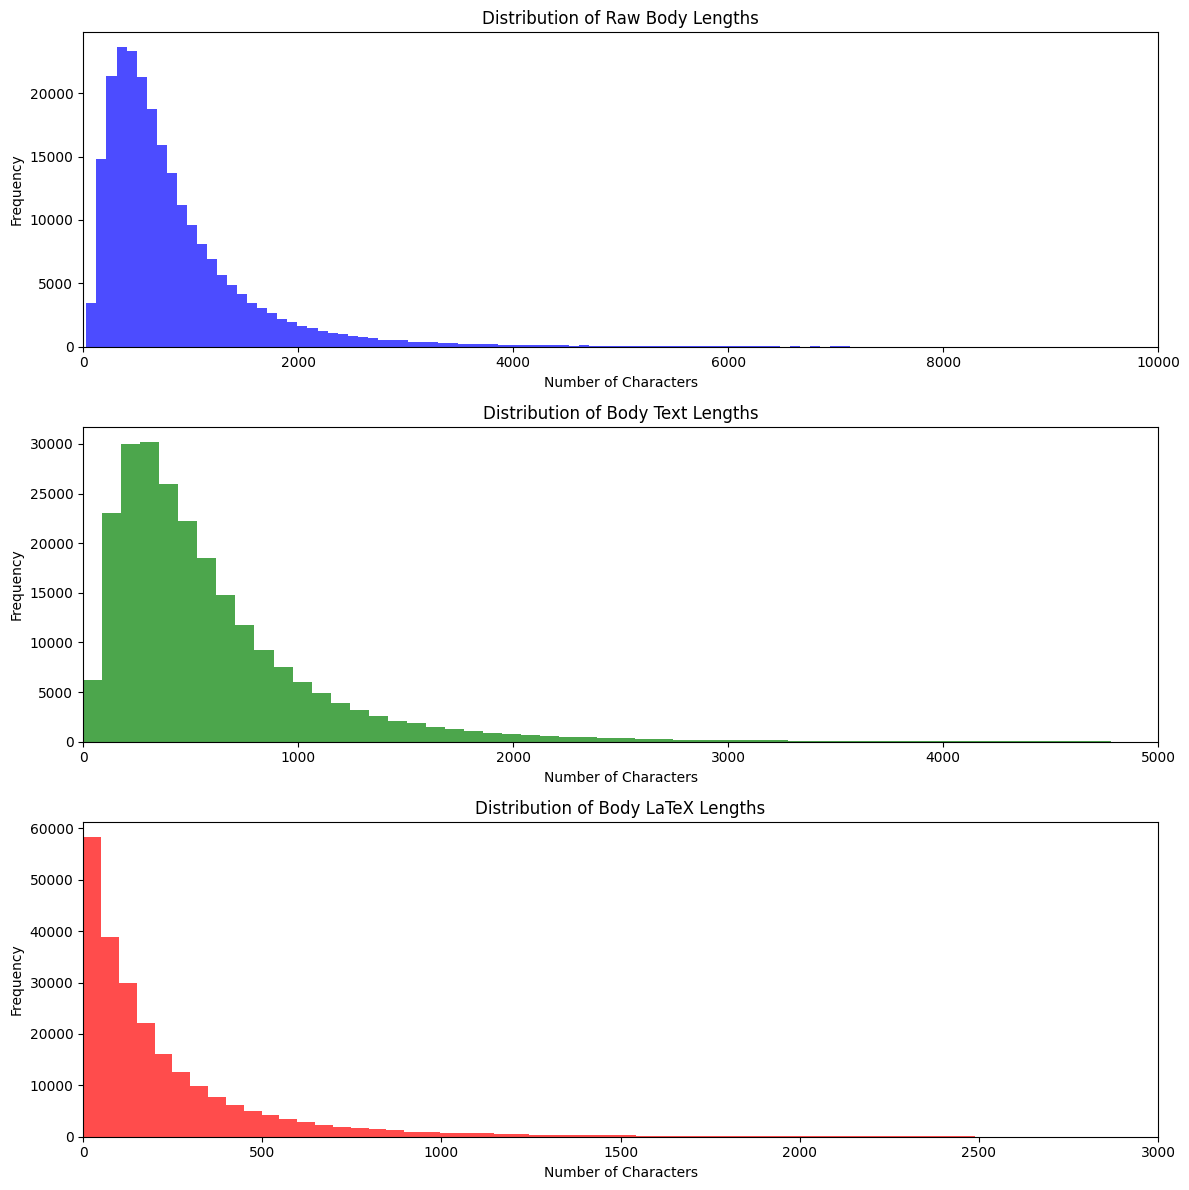 Distribution of Raw Body Lengths
Frequency
20000
15000
10000
5000
0
0 2000 4000 6000 8000 10000
Number of Characters
Distribution of Body Text Lengths
Frequency
30000
25000
20000
15000
10000
5000
0
0 1000 2000 3000 4000 5000
Number of Characters
Distribution of Body LaTeX Lengths
Frequency
60000
50000
40000
30000
20000
10000
0
0 500 1000 1500 2000 2500 3000
Number of Characters